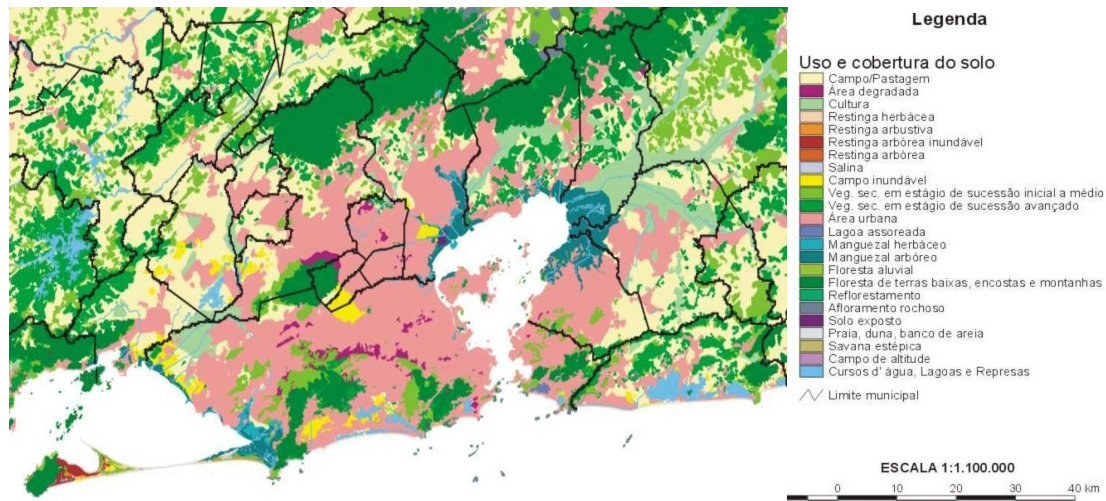 Legenda
Uso e cobertura do solo
Campo/Pastagem
Área degradada
Cultura
Restinga herbácea
Restinga arbustiva
Restinga arbórea inundável
Restinga arbórea
Salina
Campo inundável
Veg. sec. em estágio de sucessão inicial a médio
Veg. sec. em estágio de sucessão avançado
Área urbana
Lagoa assoreada
Manguezal herbáceo
Manguezal arbóreo
Floresta aluvial
Floresta de terras baixas, encostas e montanhas
Reflorestamento
Afloramento rochoso
Solo exposto
Praia, duna, banco de areia
Savana estépica
Campo de altitude
Cursos d' água, Lagoas e Represas
Limite municipal
ESCALA 1:1.100.000
0 10 20 30 40 km